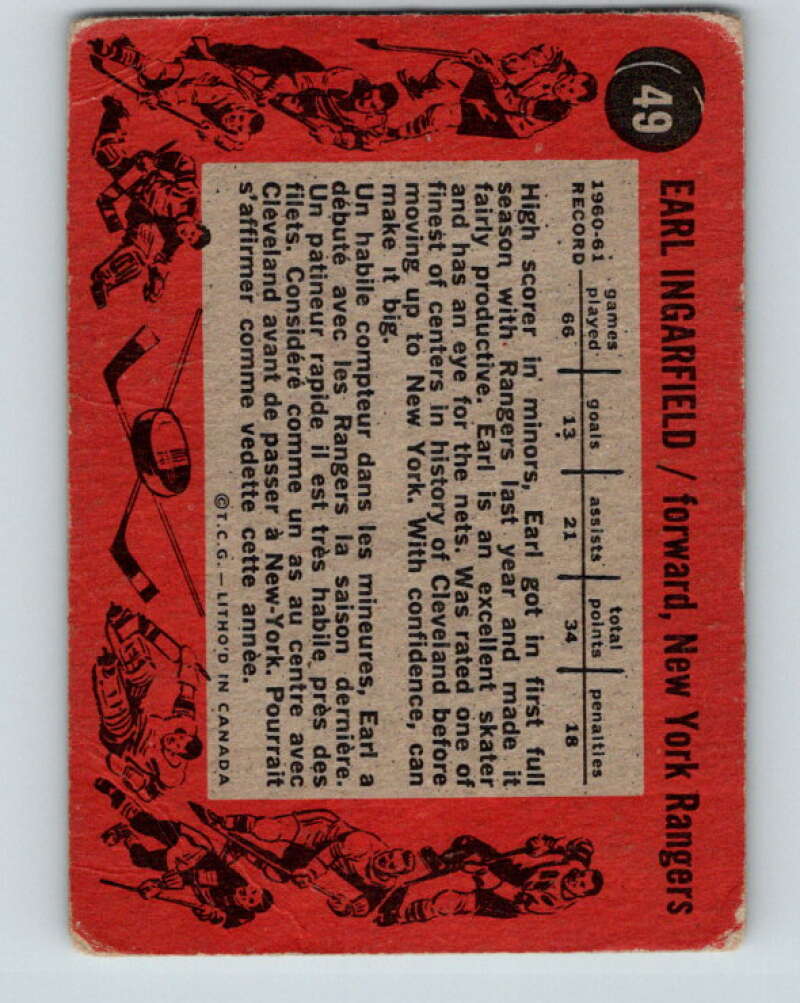 49
EARL INGARFIELD / forward, New York Rangers
games total
1960-61 played goals assists points penalties
RECORD 66 13 21 34 18
High scorer in minors, Earl got in first full
season with Rangers last year and made it
fairly productive. Earl is an excellent skater
and has an eye for the nets. Was rated one of
finest of centers in history of Cleveland before
moving up to New York. With confidence, can
make it big.
Un habile compteur dans les mineures, Earl a
débuté avec les Rangers la saison dernière.
Un patineur rapide il est très habile près des
filets. Considéré comme un as au centre avec
Cleveland avant de passer à New-York. Pourrait
s'affirmer comme vedette cette année.
©T.C.G.—LITHO'D IN CANADA